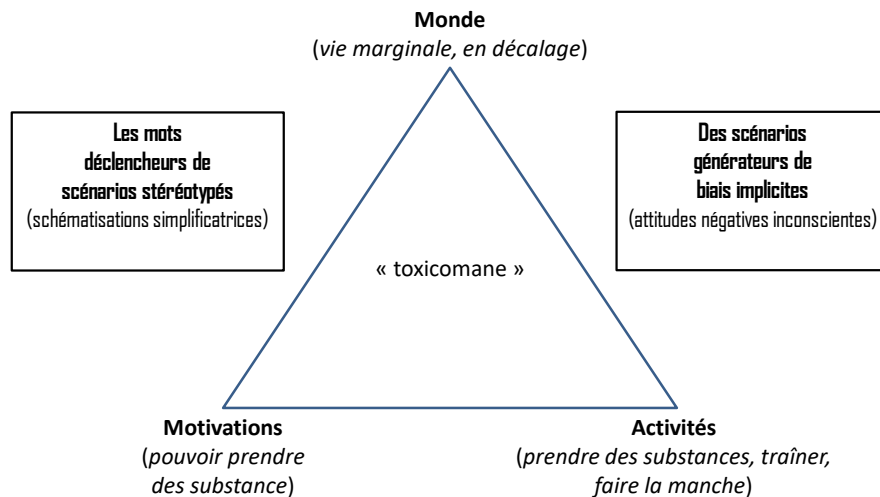 Monde
(vie marginale, en décalage)
Les mots
déclencheurs de
scénarios stéréotypés
(schématisations simplificatrices)
Des scénarios
générateurs de
biais implicites
(attitudes négatives inconscientes)
« toxicomane »
Motivations
(pouvoir prendre
des substance)
Activités
(prendre des substances, traîner,
faire la manche)